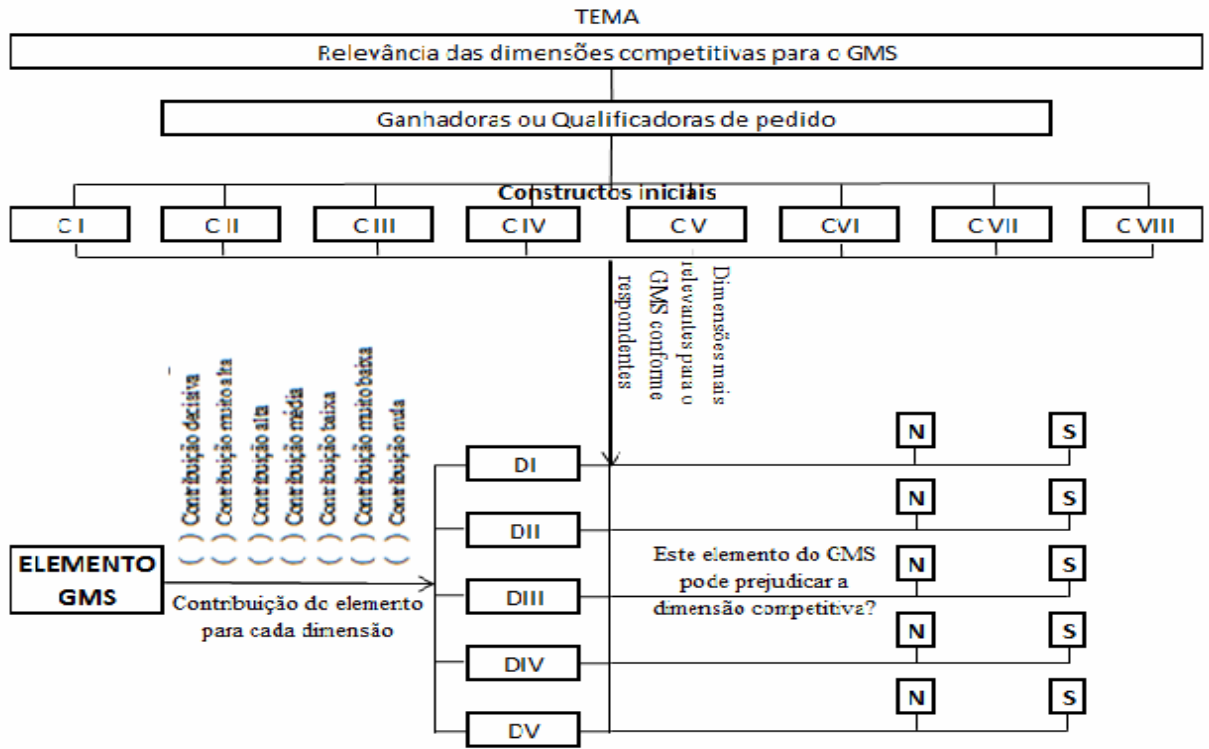 TEMA
Relevância das dimensões competitivas para o GMS
Ganhadoras ou Qualificadoras de pedido
Constructos iniciais
C I
C II
C III
C IV
C V
CVI
C VII
C VIII
Dimensões mais
relevantes para o
GMS conforme
respondentes
( ) Contribuição decisiva
( ) Contribuição muito alta
( ) Contribuição alta
( ) Contribuição média
( ) Contribuição baixa
( ) Contribuição muito baixa
( ) Contribuição nula
ELEMENTO
GMS
Contribuição do elemento
para cada dimensão
DI
DII
DIII
DIV
DV
Este elemento do GMS
pode prejudicar a
dimensão competitiva?
N
S
N
S
N
S
N
S
N
S